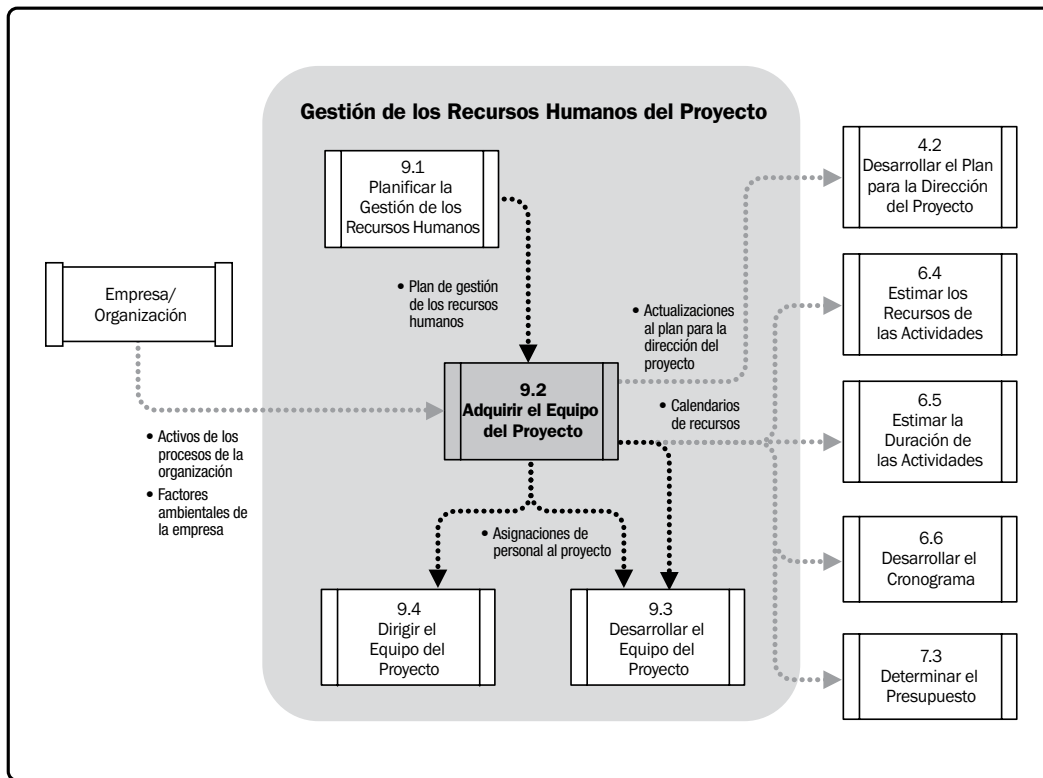 Gestión de los Recursos Humanos del Proyecto
9.1
Planificar la
Gestión de los
Recursos Humanos
4.2
Desarrollar el Plan
para la Dirección
del Proyecto
Empresa/
Organización
• Plan de gestión
de los recursos
humanos
• Actualizaciones
al plan para la
dirección del
proyecto
6.4
Estimar los
Recursos de
las Actividades
9.2
Adquirir el Equipo
del Proyecto
• Calendarios
de recursos
6.5
Estimar la
Duración de
las Actividades
• Activos de los
procesos de la
organización
• Factores
ambientales de
la empresa
• Asignaciones de
personal al proyecto
6.6
Desarrollar el
Cronograma
9.4
Dirigir el
Equipo del
Proyecto
9.3
Desarrollar el
Equipo del
Proyecto
7.3
Determinar el
Presupuesto